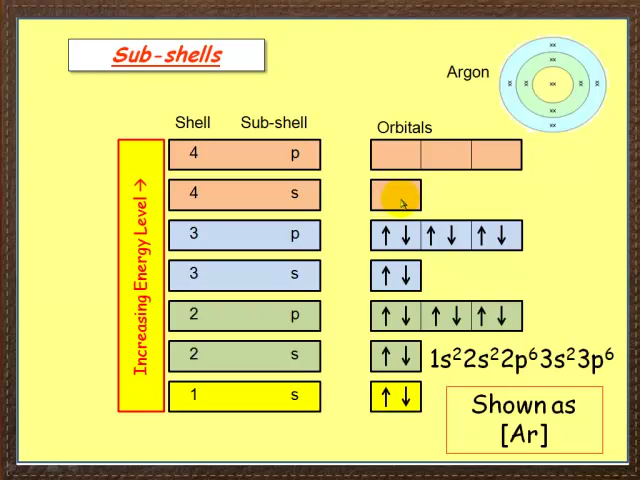 Sub-shells
Argon
Shell Sub-shell Orbitals
4 p
4 s
3 p
3 s
2 p
2 s
1 s
Increasing Energy Level →
1s²2s²2p⁶3s²3p⁶
Shown as
[Ar]